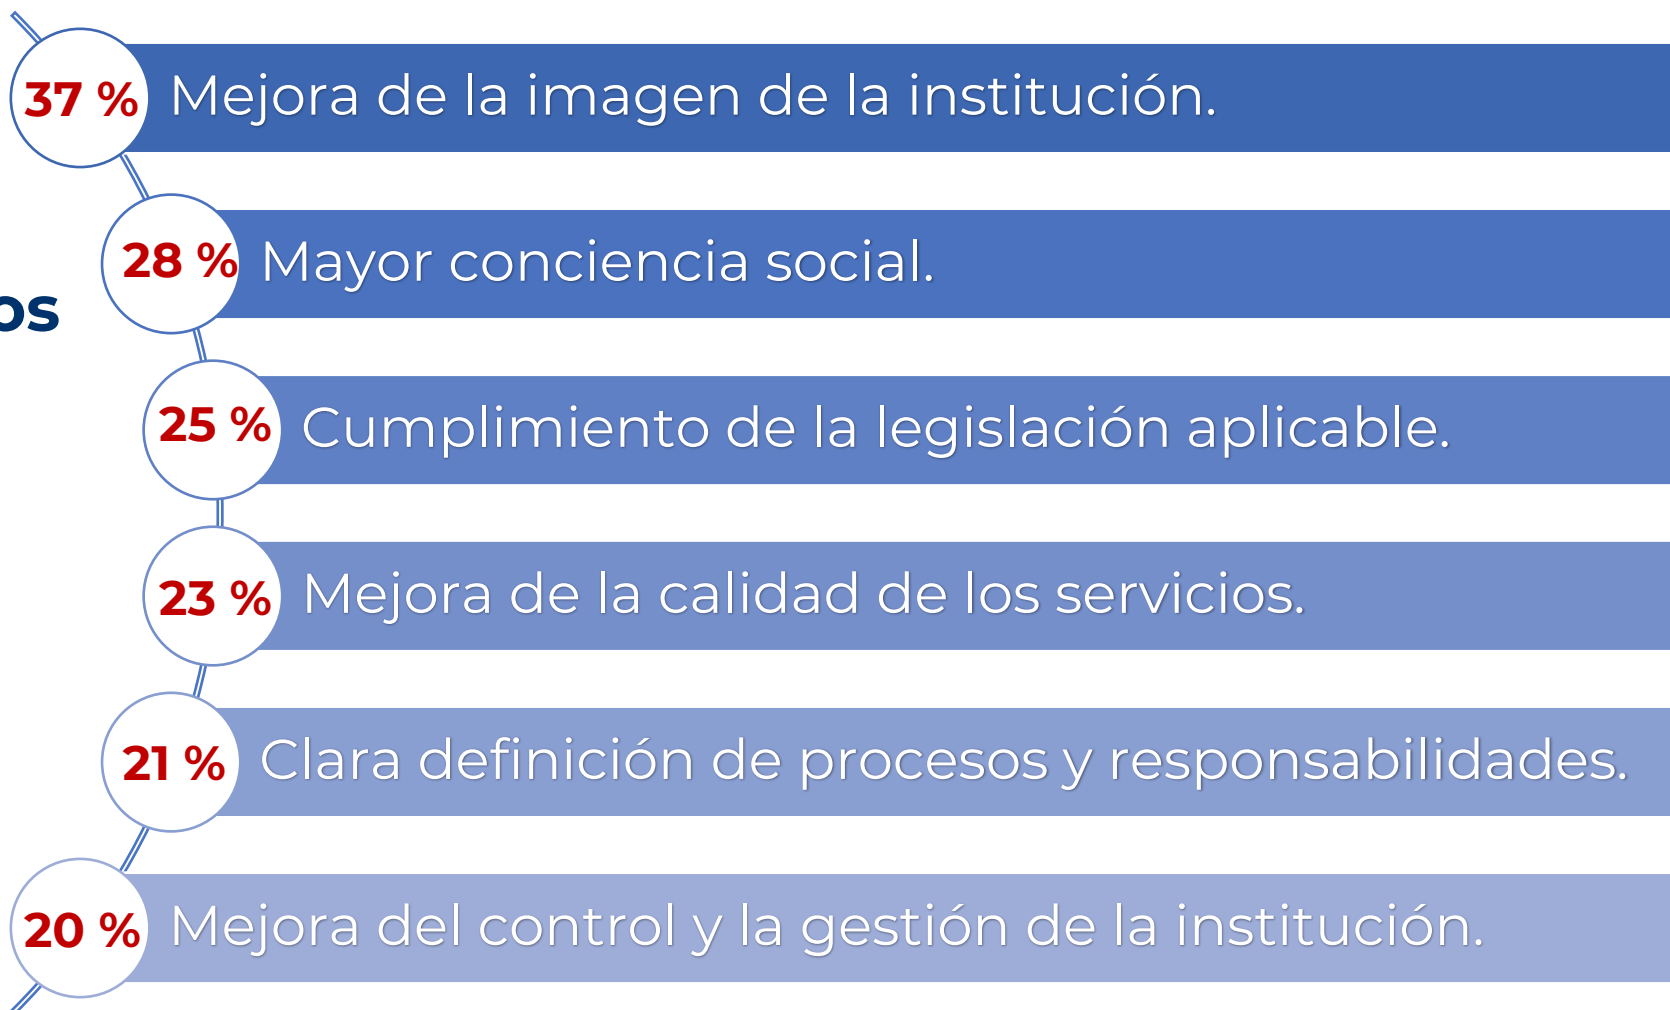 37 % Mejora de la imagen de la institución.
28 % Mayor conciencia social.
25 % Cumplimiento de la legislación aplicable.
23 % Mejora de la calidad de los servicios.
21 % Clara definición de procesos y responsabilidades.
20 % Mejora del control y la gestión de la institución.